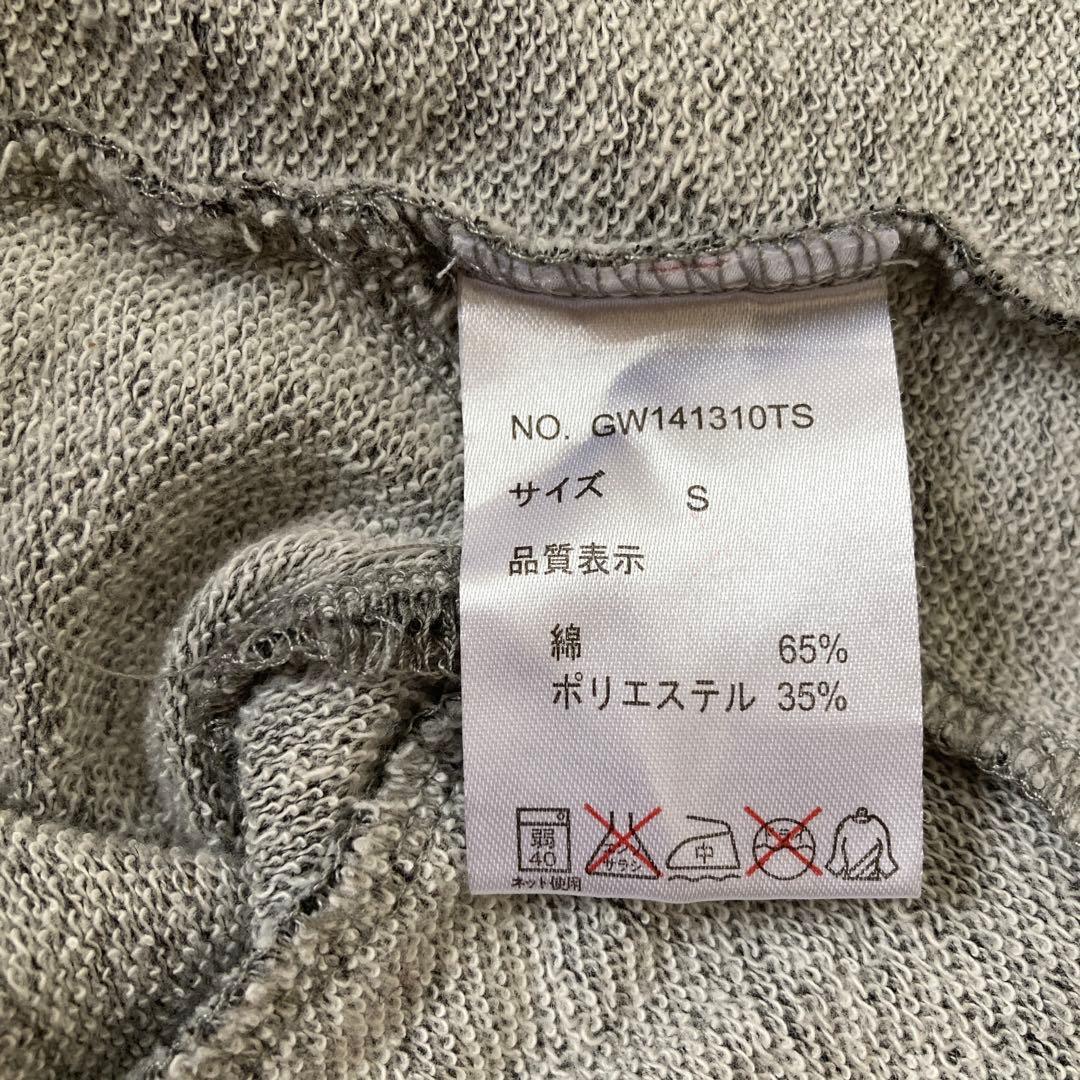 NO. GW141310TS
サイズ S
品質表示
綿 65%
ポリエステル 35%
弱
40
ネット使用
エンソサラシ
中